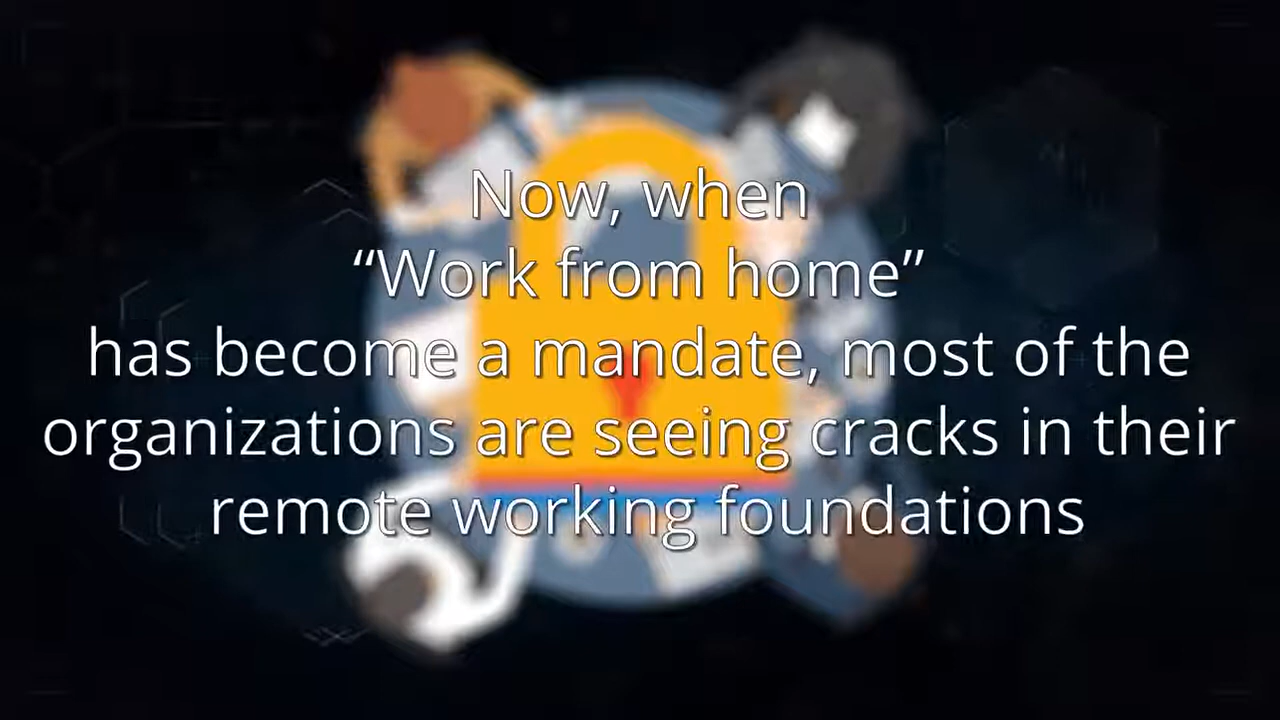 Now, when
“Work from home”
has become a mandate, most of the
organizations are seeing cracks in their
remote working foundations